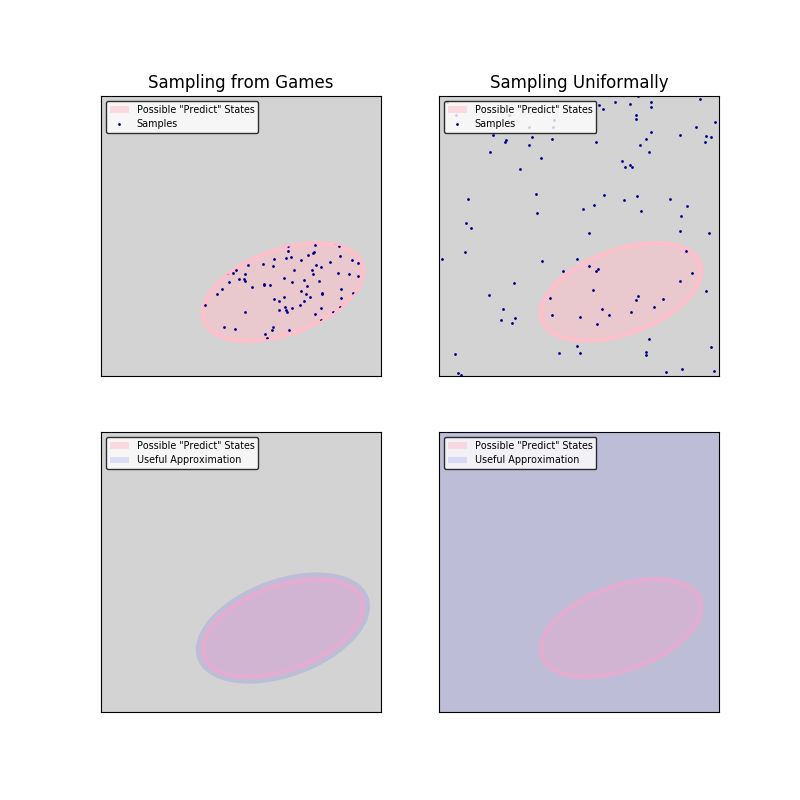 Sampling from Games
Possible "Predict" States
Samples
Sampling Uniformally
Possible "Predict" States
Samples
Possible "Predict" States
Useful Approximation
Possible "Predict" States
Useful Approximation